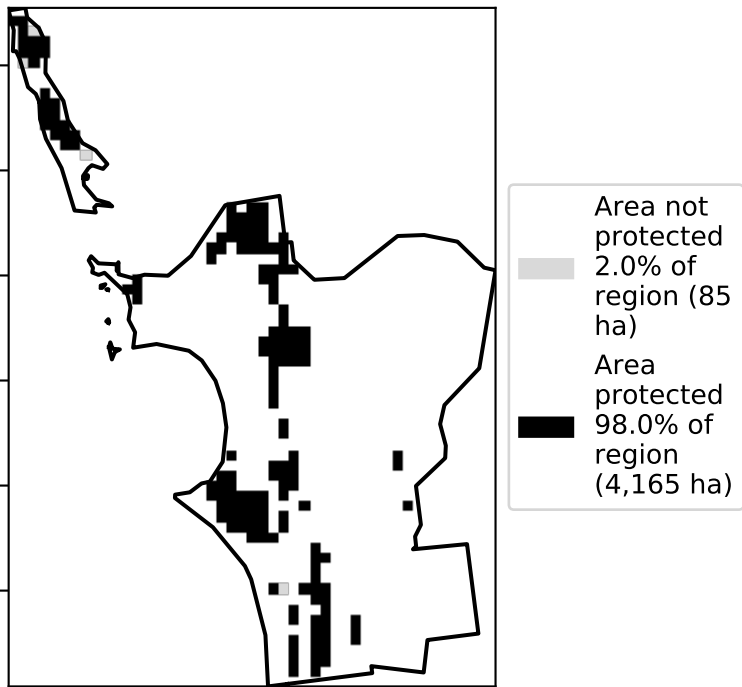 Area not
protected
2.0% of
region (85
ha)
Area
protected
98.0% of
region
(4,165 ha)